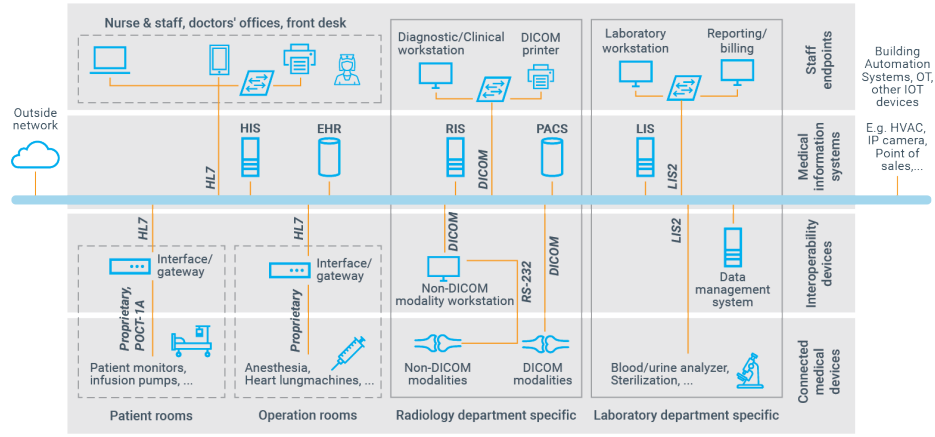 Nurse & staff, doctors' offices, front desk
Diagnostic/Clinical
workstation
DICOM
printer
Laboratory
workstation
Reporting/
billing
Staff
endpoints
Building
Automation
Systems, OT,
other IOT
devices
Outside
network
HL7
HIS
EHR
RIS
DICOM
PACS
LIS
LIS2
Medical
information
systems
E.g. HVAC,
IP camera,
Point of
sales,...
HL7
Interface/
gateway
Proprietary,
POCT-1A
Patient monitors,
infusion pumps, ...
Patient rooms
HL7
Interface/
gateway
Proprietary
Anesthesia,
Heart lungmachines, ...
Operation rooms
DICOM
Non-DICOM
modality workstation
RS-232
DICOM
Non-DICOM
modalities
DICOM
modalities
Radiology department specific
LIS2
Data
management
system
Blood/urine analyzer,
Sterilization, ...
Laboratory department specific
Interoperability
devices
Connected
medical
devices